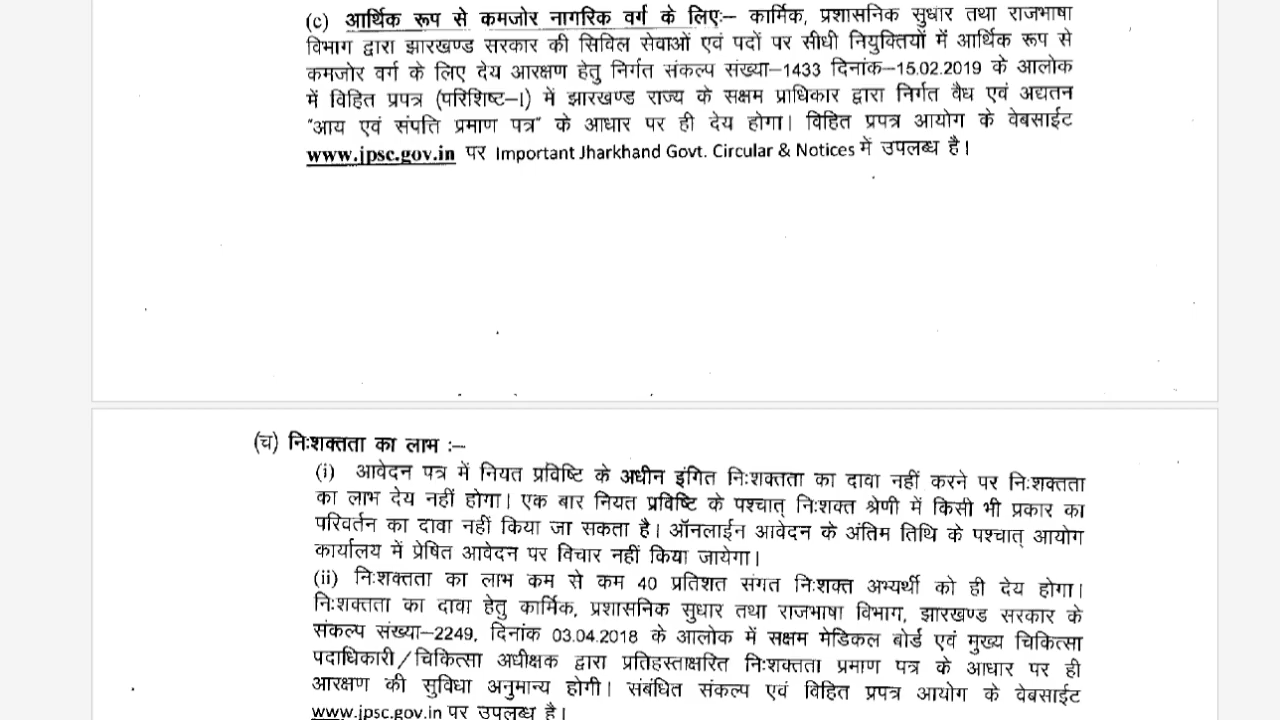 (c) आर्थिक रूप से कमजोर नागरिक वर्ग के लिएः– कार्मिक, प्रशासनिक सुधार तथा राजभाषा
विभाग द्वारा झारखण्ड सरकार की सिविल सेवाओं एवं पदों पर सीधी नियुक्तियों में आर्थिक रूप से
कमजोर वर्ग के लिए देय आरक्षण हेतु निर्गत संकल्प संख्या–1433 दिनांक–15.02.2019 के आलोक
में विहित प्रपत्र (परिशिष्ट–I) में झारखण्ड राज्य के सक्षम प्राधिकार द्वारा निर्गत वैध एवं अद्यतन
"आय एवं संपति प्रमाण पत्र" के आधार पर ही देय होगा। विहित प्रपत्र आयोग के वेबसाईट
www.jpsc.gov.in पर Important Jharkhand Govt. Circular & Notices में उपलब्ध है।
(च) निःशक्तता का लाभ :–
(i) आवेदन पत्र में नियत प्रविष्टि के अधीन इंगित निःशक्तता का दावा नहीं करने पर निःशक्तता
का लाभ देय नहीं होगा। एक बार नियत प्रविष्टि के पश्चात् निःशक्त श्रेणी में किसी भी प्रकार का
परिवर्तन का दावा नहीं किया जा सकता है। ऑनलाईन आवेदन के अंतिम तिथि के पश्चात् आयोग
कार्यालय में प्रेषित आवेदन पर विचार नहीं किया जायेगा।
(ii) निःशक्तता का लाभ कम से कम 40 प्रतिशत संगत निःशक्त अभ्यर्थी को ही देय होगा।
निःशक्तता का दावा हेतु कार्मिक, प्रशासनिक सुधार तथा राजभाषा विभाग, झारखण्ड सरकार के
संकल्प संख्या–2249, दिनांक 03.04.2018 के आलोक में सक्षम मेडिकल बोर्ड एवं मुख्य चिकित्सा
पदाधिकारी/चिकित्सा अधीक्षक द्वारा प्रतिहस्ताक्षरित निःशक्तता प्रमाण पत्र के आधार पर ही
आरक्षण की सुविधा अनुमान्य होगी। संबंधित संकल्प एवं विहित प्रपत्र आयोग के वेबसाईट
www.jpsc.gov.in पर उपलब्ध है।